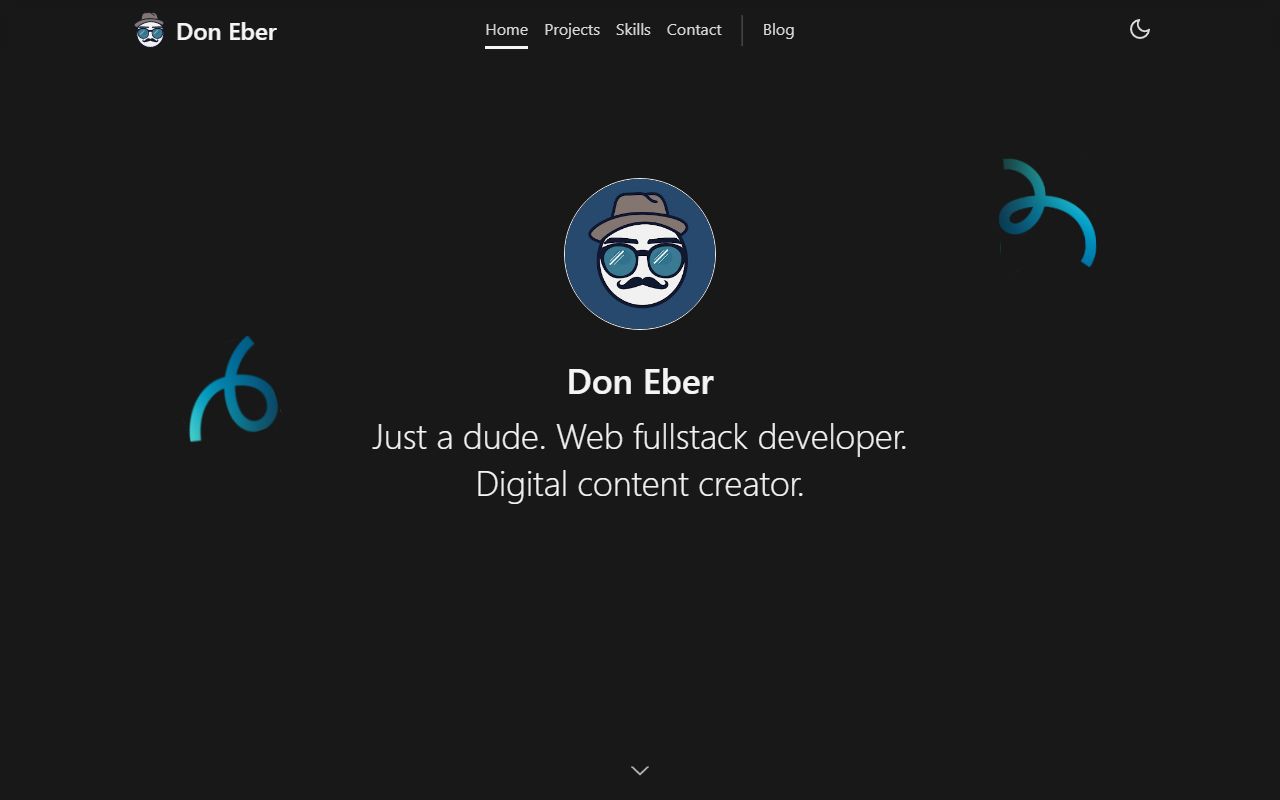 Don Eber
Home
Projects
Skills
Contact
Blog
Don Eber
Just a dude. Web fullstack developer.
Digital content creator.